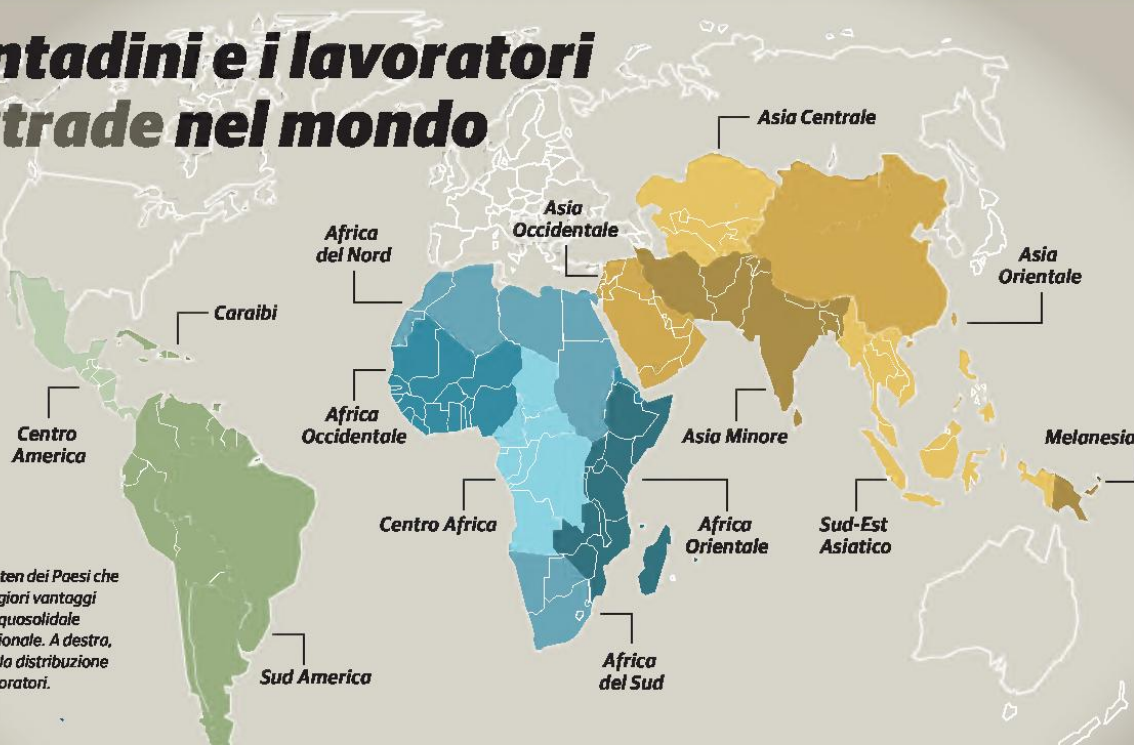 ntadini e i lavoratori
trade nel mondo
Asia Centrale
Asia
Occidentale
Africa
del Nord
Asia
Orientale
Caraibi
Africa
Occidentale
Centro
America
Asia Minore
Melanesia
Centro Africa
Africa
Orientale
Sud-Est
Asiatico
ten dei Paesi che
giori vantaggi
quosolidale
ionale. A destra,
la distribuzione
oratori.
Sud America
Africa
del Sud